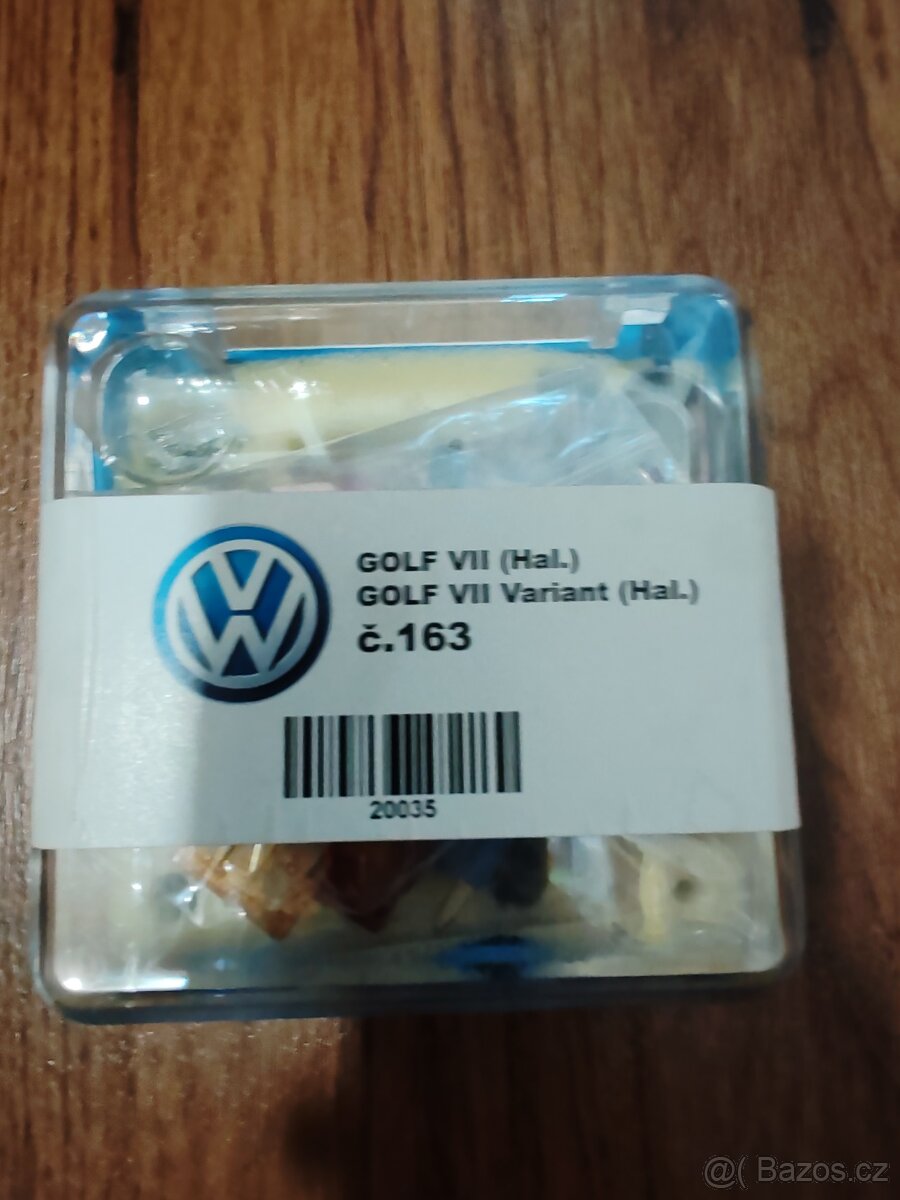 GOLF VII (Hal.)
GOLF VII Variant (Hal.)
č.163
20035
@( Bazos.cz